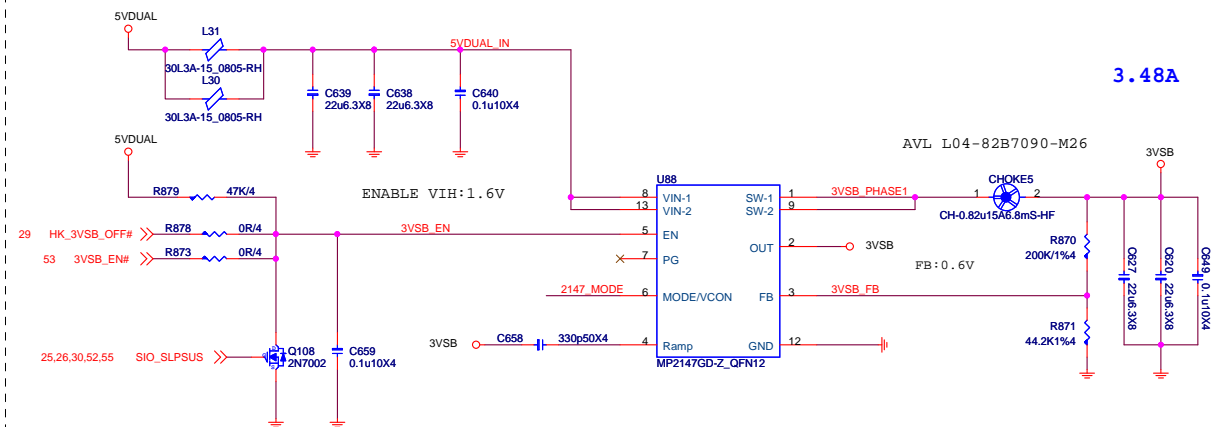 5VDUAL
L31
30L3A-15_0805-RH
L30
30L3A-15_0805-RH
5VDUAL_IN
C639
22u6.3X8
C638
22u6.3X8
C640
0.1u10X4
3.48A
5VDUAL
R879 47K/4
ENABLE VIH:1.6V
29 HK_3VSB_OFF# R878 0R/4
53 3VSB_EN# R873 0R/4
3VSB_EN
25,26,30,52,55 SIO_SLPSUS
Q108
2N7002
C659
0.1u10X4
2147_MODE
3VSB C658 330p50X4
U88
8 VIN-1 SW-1 1
13 VIN-2 SW-2 9
5 EN
OUT 2
7 PG
6 MODE/VCON FB 3
4 Ramp GND 12
MP2147GD-Z_QFN12
3VSB_PHASE1
3VSB
FB:0.6V
3VSB_FB
AVL L04-82B7090-M26
CHOKE5
1 2
CH-0.82u15A6.8mS-HF
3VSB
R870
200K/1%4
R871
44.2K1%4
C627 22u6.3X8
C620 22u6.3X8
C649 0.1u10X4